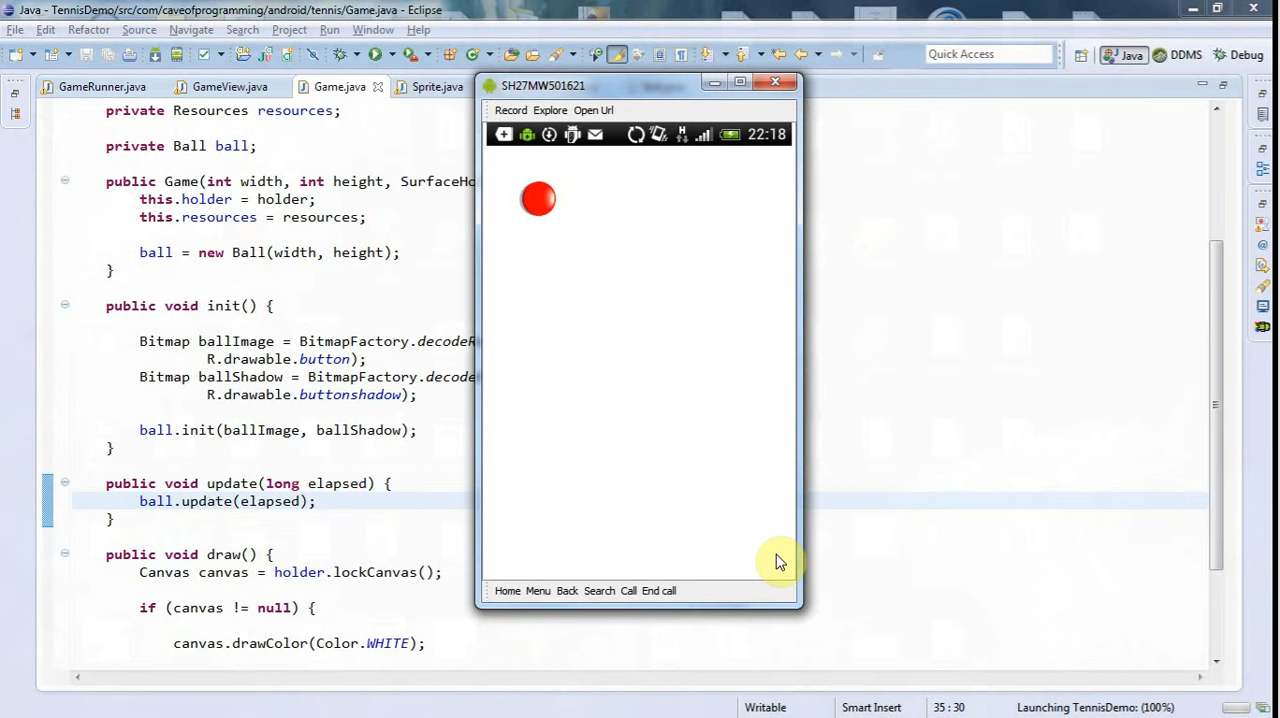 Java - TennisDemo/src/com/caveofprogramming/android/tennis/Game.java - Eclipse
File Edit Refactor Source Navigate Search Project Run Window Help
Quick Access Java DDMS Debug
GameRunner.java GameView.java Game.java Sprite.java
SH27MW501621
Record Explore Open Url
H 22:18
private Resources resources;
private Ball ball;
public Game(int width, int height, SurfaceHo
this.holder = holder;
this.resources = resources;
ball = new Ball(width, height);
}
public void init() {
Bitmap ballImage = BitmapFactory.decodeR
R.drawable.button);
Bitmap ballShadow = BitmapFactory.decod
R.drawable.buttonshadow);
ball.init(ballImage, ballShadow);
}
public void update(long elapsed) {
ball.update(elapsed);
}
public void draw() {
Canvas canvas = holder.lockCanvas();
if (canvas != null) {
canvas.drawColor(Color.WHITE);
Home Menu Back Search Call End call
Writable Smart Insert 35 : 30 Launching TennisDemo: (100%)